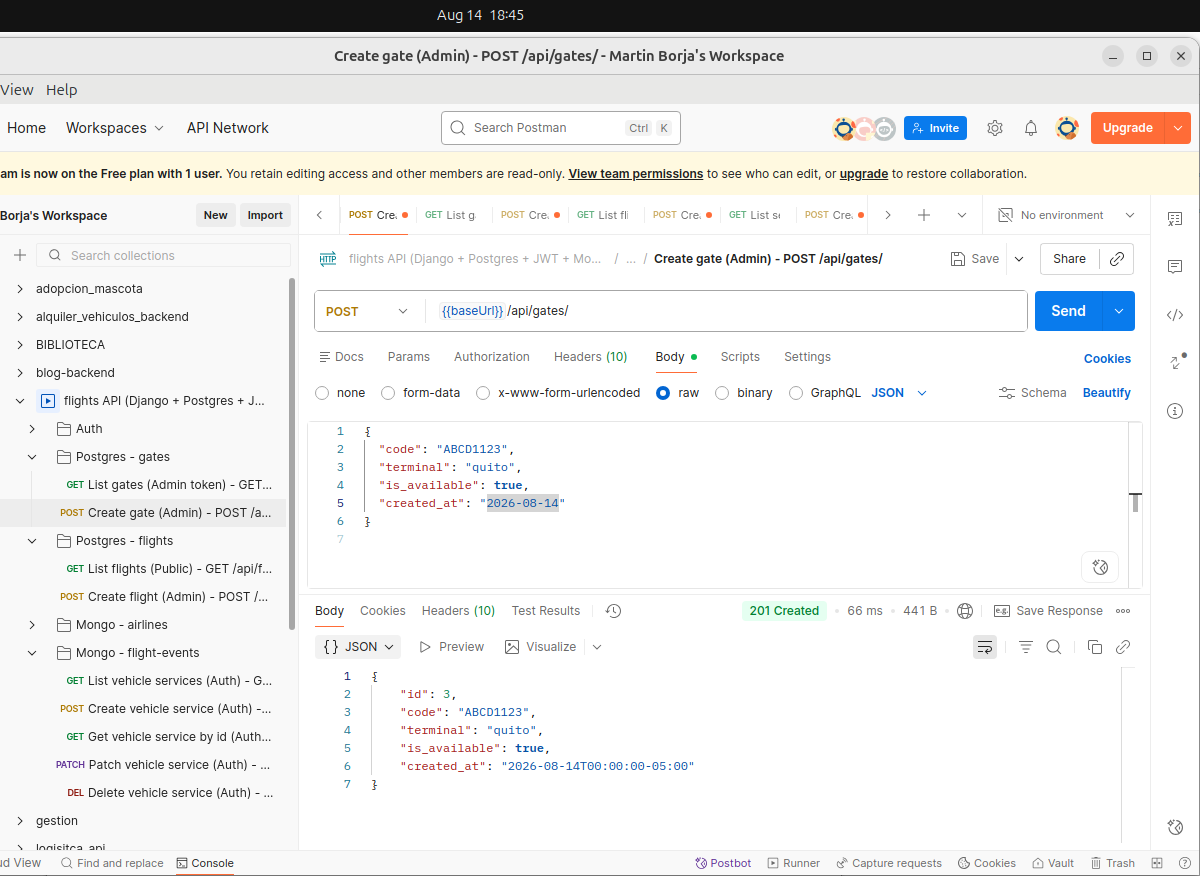 Aug 14 18:45
Create gate (Admin) - POST /api/gates/ - Martin Borja's Workspace
View Help
Home Workspaces API Network Search Postman Ctrl K Invite Upgrade
am is now on the Free plan with 1 user. You retain editing access and other members are read-only. View team permissions to see who can edit, or upgrade to restore collaboration.
Borja's Workspace New Import
POST Cre. GET List g. POST Cre. GET List fli POST Cre. GET List se POST Cre. No environment
Search collections
HTTP flights API (Django + Postgres + JWT + Mo... / ... / Create gate (Admin) - POST /api/gates/ Save Share
adopcion_mascota
alquiler_vehiculos_backend
BIBLIOTECA
blog-backend
flights API (Django + Postgres + J...
Auth
Postgres - gates
GET List gates (Admin token) - GET...
POST Create gate (Admin) - POST /a...
Postgres - flights
GET List flights (Public) - GET /api/f...
POST Create flight (Admin) - POST /...
Mongo - airlines
Mongo - flight-events
GET List vehicle services (Auth) - G...
POST Create vehicle service (Auth) -...
GET Get vehicle service by id (Auth...
PATCH Patch vehicle service (Auth) - ...
DEL Delete vehicle service (Auth) - ...
gestion
logisitca_api
POST {{baseUrl}} /api/gates/ Send
Docs Params Authorization Headers (10) Body Scripts Settings Cookies
none form-data x-www-form-urlencoded raw binary GraphQL JSON Schema Beautify
1 {
2 "code": "ABCD1123",
3 "terminal": "quito",
4 "is_available": true,
5 "created_at": "2026-08-14"
6 }
7
Body Cookies Headers (10) Test Results 201 Created 66 ms 441 B e.g. Save Response
{} JSON Preview Visualize
1 {
2 "id": 3,
3 "code": "ABCD1123",
4 "terminal": "quito",
5 "is_available": true,
6 "created_at": "2026-08-14T00:00:00-05:00"
7 }
ud View Find and replace Console Postbot Runner Capture requests Cookies Vault Trash